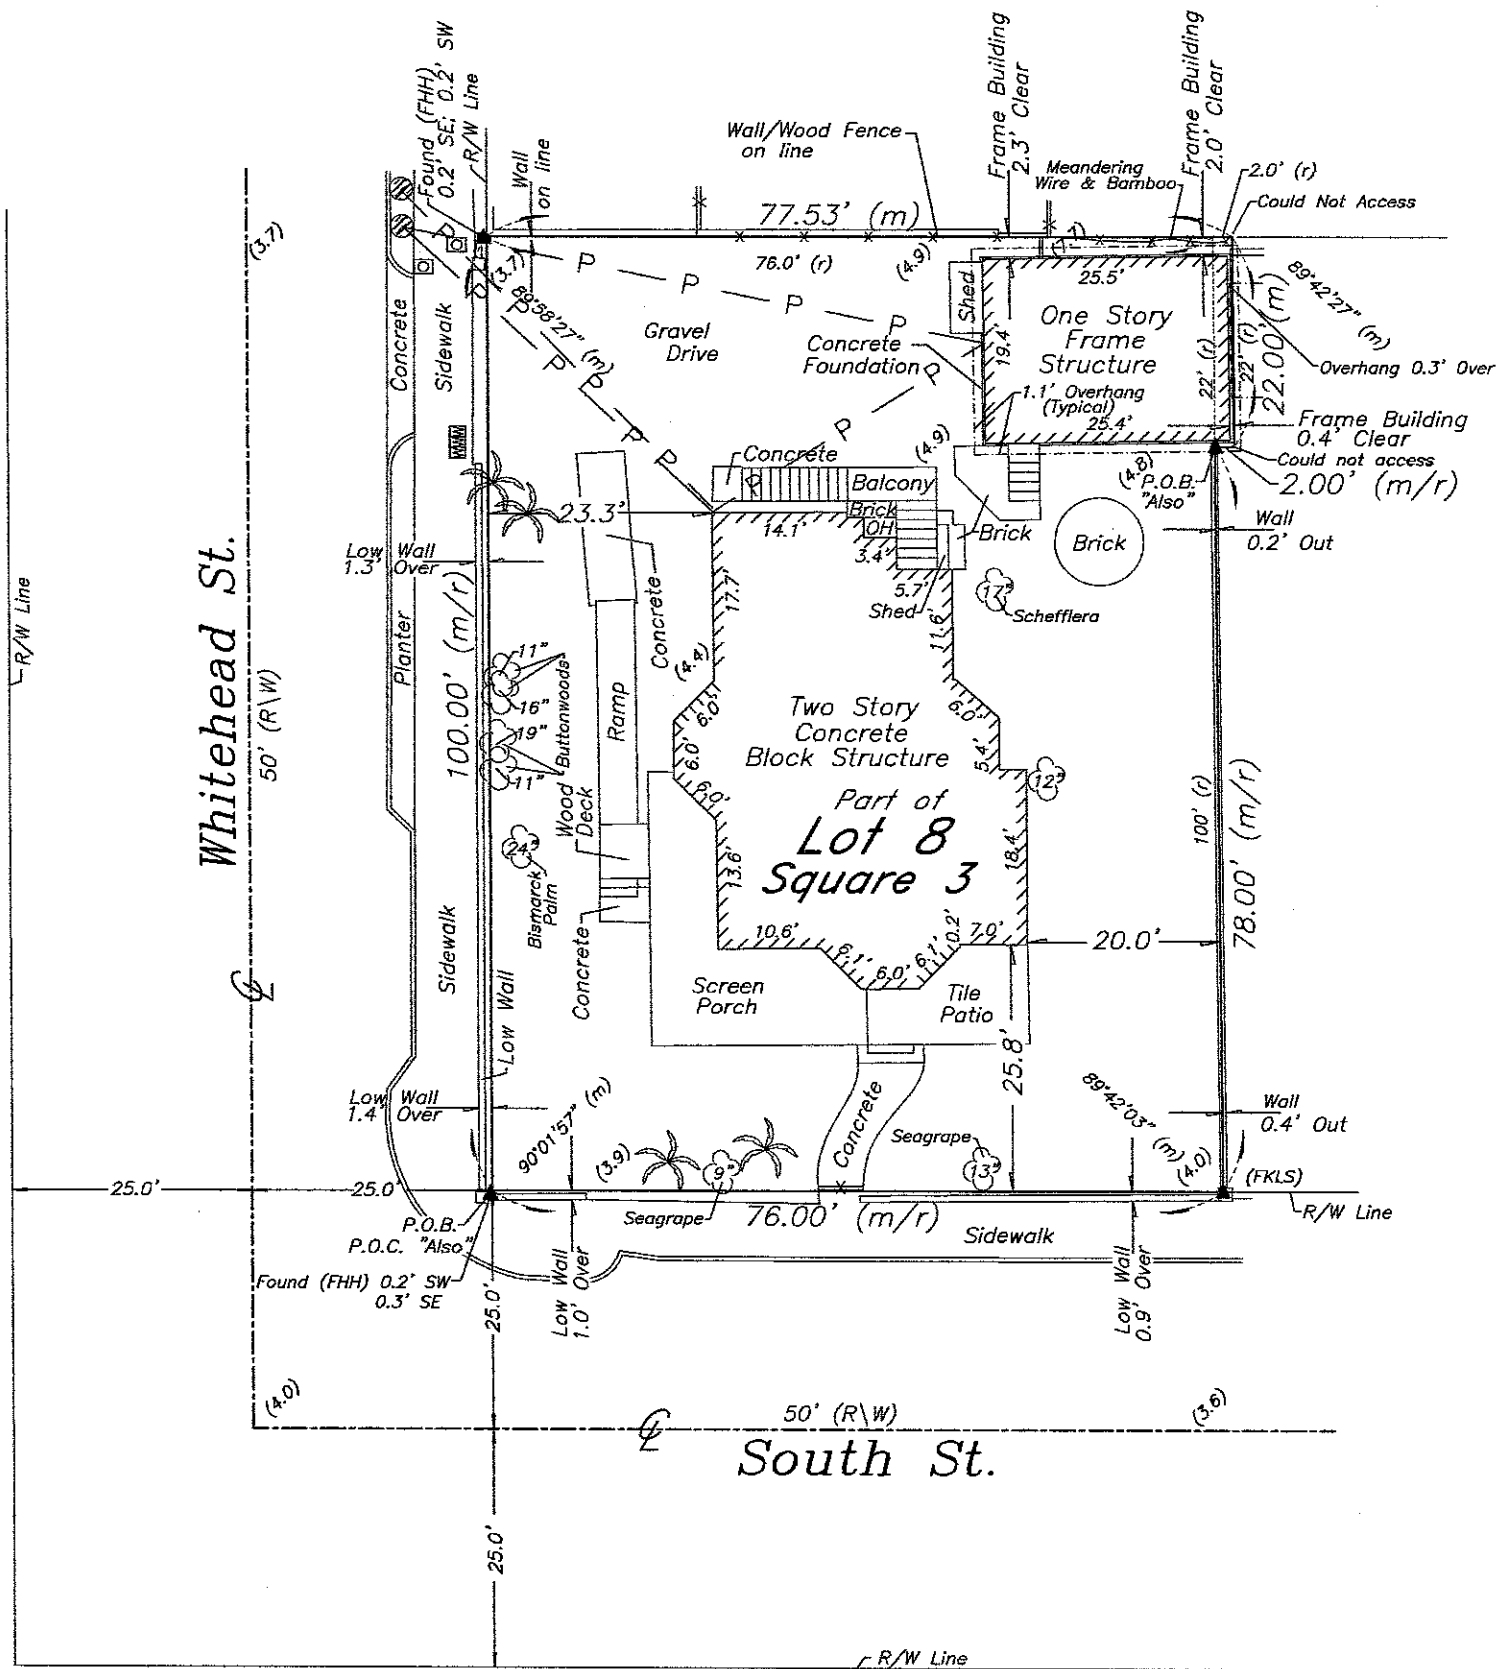 Found (FHH)
0.2' SE; 0.2' SW
R/W Line
Wall
on line
Wall/Wood Fence
on line
Frame Building
2.3' Clear
Frame Building
2.0' Clear
Meandering
Wire & Bamboo
2.0' (r)
Could Not Access
77.53' (m)
76.0' (r)
(3.7)
(3.7)
(4.9)
(7.7)
89°58'27" (m)
89°42'27" (m)
P
P
P
P
P
P
P
P
P
P
P
P
P
P
Concrete
Sidewalk
Gravel
Drive
Shed
25.5'
One Story
Frame
Structure
19.4'
22' (r)
22' (r)
22.00' (m)
Concrete
Foundation
1.1' Overhang
(Typical)
25.4'
Overhang 0.3' Over
Frame Building
0.4' Clear
Could not access
2.00' (m/r)
(4.9)
(4.8)
P.O.B.
"Also"
Concrete
Balcony
Brick
OH
Brick
Brick
Wall
0.2' Out
23.3'
14.1'
3.4'
5.7'
Shed
17"
Schefflera
Low Wall
1.3' Over
17.7'
11.6'
R/W Line
Whitehead St.
50' (R\W)
Planter
100.00' (m/r)
11"
16"
19"
11"
Buttonwoods
Concrete
Ramp
(4.4)
6.0'
6.0'
6.0'
6.0'
5.4'
Two Story
Concrete
Block Structure
Part of
Lot 8
Square 3
12"
100' (r)
78.00' (m/r)
Wood
Deck
24"
Bismarck
Palm
13.6'
18.4'
Sidewalk
Concrete
10.6'
6.1'
6.0'
6.1'
0.2'
7.0'
20.0'
Screen
Porch
Tile
Patio
℄
Low Wall
25.8'
Low Wall
1.4' Over
90°01'57" (m)
(3.9)
Concrete
Seagrape
13"
89°42'03" (m)
(4.0)
Wall
0.4' Out
(FKLS)
R/W Line
25.0'
25.0'
9"
P.O.B.
P.O.C. "Also"
Seagrape
76.00' (m/r)
Sidewalk
Found (FHH) 0.2' SW
0.3' SE
25.0'
Low Wall
1.0' Over
Low Wall
0.9' Over
(4.0)
℄
50' (R\W)
(3.6)
South St.
25.0'
R/W Line